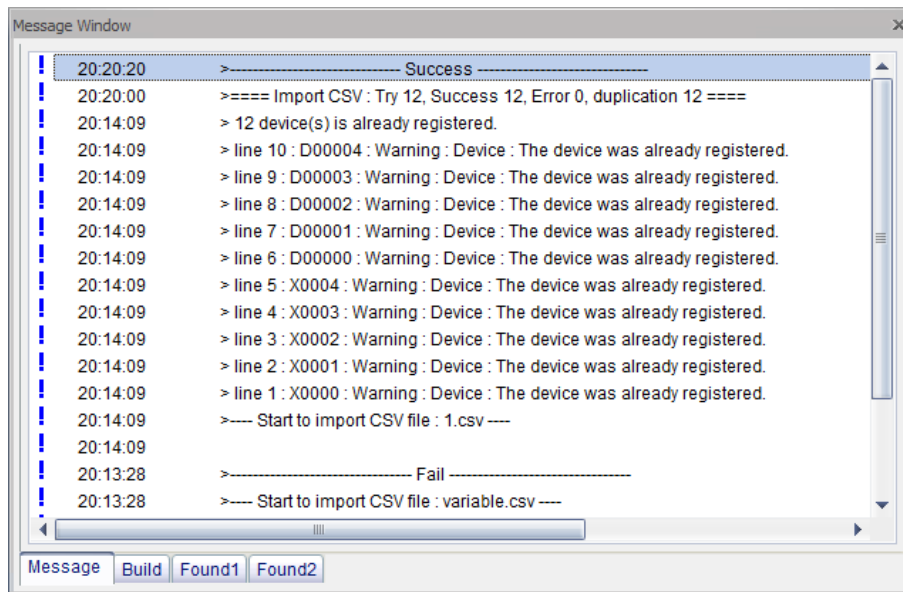 Message Window
20:20:20 >------------------------------ Success ------------------------------
20:20:00 >==== Import CSV : Try 12, Success 12, Error 0, duplication 12 ====
20:14:09 > 12 device(s) is already registered.
20:14:09 > line 10 : D00004 : Warning : Device : The device was already registered.
20:14:09 > line 9 : D00003 : Warning : Device : The device was already registered.
20:14:09 > line 8 : D00002 : Warning : Device : The device was already registered.
20:14:09 > line 7 : D00001 : Warning : Device : The device was already registered.
20:14:09 > line 6 : D00000 : Warning : Device : The device was already registered.
20:14:09 > line 5 : X0004 : Warning : Device : The device was already registered.
20:14:09 > line 4 : X0003 : Warning : Device : The device was already registered.
20:14:09 > line 3 : X0002 : Warning : Device : The device was already registered.
20:14:09 > line 2 : X0001 : Warning : Device : The device was already registered.
20:14:09 > line 1 : X0000 : Warning : Device : The device was already registered.
20:14:09 >---- Start to import CSV file : 1.csv ----
20:14:09
20:13:28 >-------------------------------- Fail --------------------------------
20:13:28 >---- Start to import CSV file : variable.csv ----
Message Build Found1 Found2